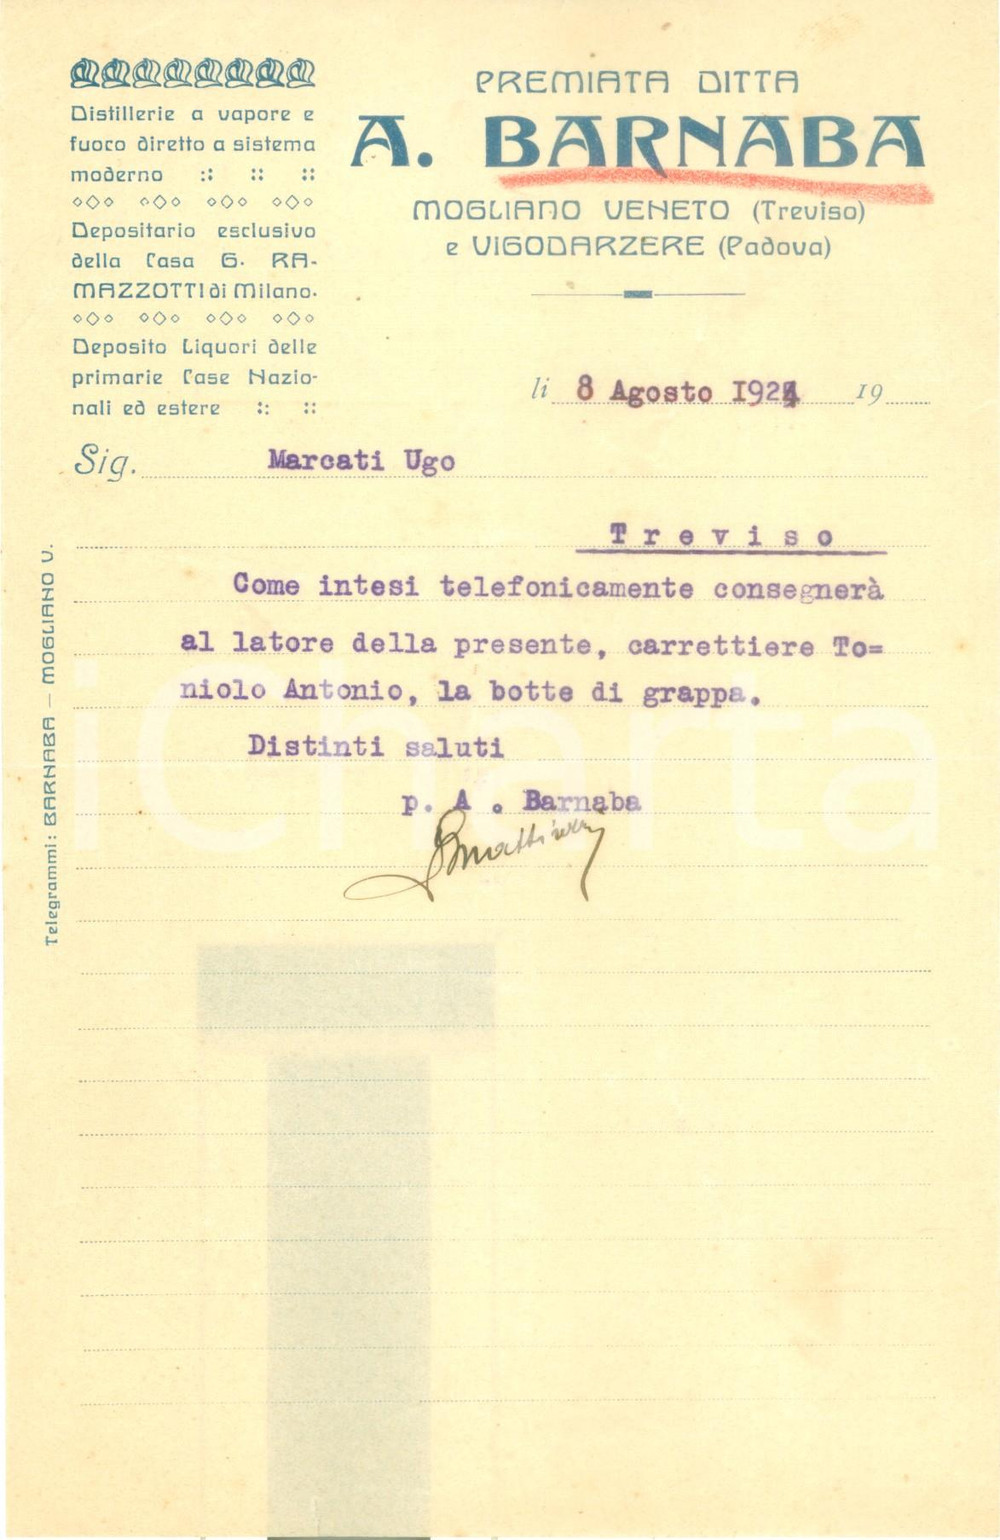 Distillerie a vapore e
fuoco diretto a sistema
moderno :: :: ::
Depositario esclusivo
della Casa G. RA-
MAZZOTTI di Milano.
Deposito Liquori delle
primarie Case Nazio-
nali ed estere :: ::
PREMIATA DITTA
A. BARNABA
MOGLIANO VENETO (Treviso)
e VIGODARZERE (Padova)
li 8 Agosto 1924 19
Sig. Marcati Ugo
Treviso
Come intesi telefonicamente consegnerà
al latore della presente, carrettiere To=
niolo Antonio, la botte di grappa.
Distinti saluti
p. A. Barnaba
Telegrammi: BARNABA — MOGLIANO V.
iCharta